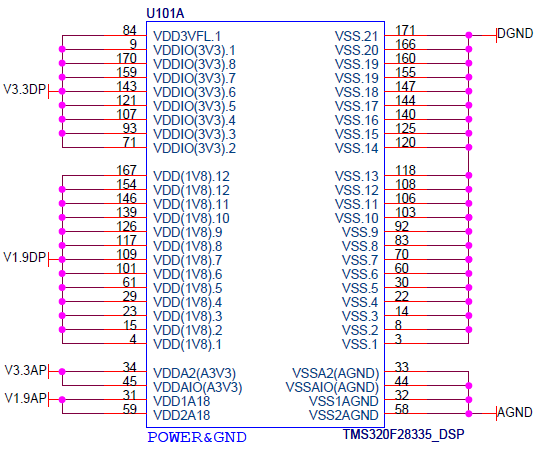 U101A
84 VDD3VFL.1 VSS.21 171 DGND
9 VDDIO(3V3).1 VSS.20 166
170 VDDIO(3V3).8 VSS.19 160
159 VDDIO(3V3).7 VSS.19 155
V3.3DP 143 VDDIO(3V3).6 VSS.18 147
121 VDDIO(3V3).5 VSS.17 144
107 VDDIO(3V3).4 VSS.16 140
93 VDDIO(3V3).3 VSS.15 125
71 VDDIO(3V3).2 VSS.14 120
167 VDD(1V8).12 VSS.13 118
154 VDD(1V8).12 VSS.12 108
146 VDD(1V8).11 VSS.11 106
139 VDD(1V8).10 VSS.10 103
126 VDD(1V8).9 VSS.9 92
117 VDD(1V8).8 VSS.8 83
V1.9DP 109 VDD(1V8).7 VSS.7 70
101 VDD(1V8).6 VSS.6 60
61 VDD(1V8).5 VSS.5 30
29 VDD(1V8).4 VSS.4 22
23 VDD(1V8).3 VSS.3 14
15 VDD(1V8).2 VSS.2 8
4 VDD(1V8).1 VSS.1 3
V3.3AP 34 VDDA2(A3V3) VSSA2(AGND) 33
45 VDDAIO(A3V3) VSSAIO(AGND) 44
V1.9AP 31 VDD1A18 VSS1AGND 32
59 VDD2A18 VSS2AGND 58 AGND
POWER&GND TMS320F28335_DSP